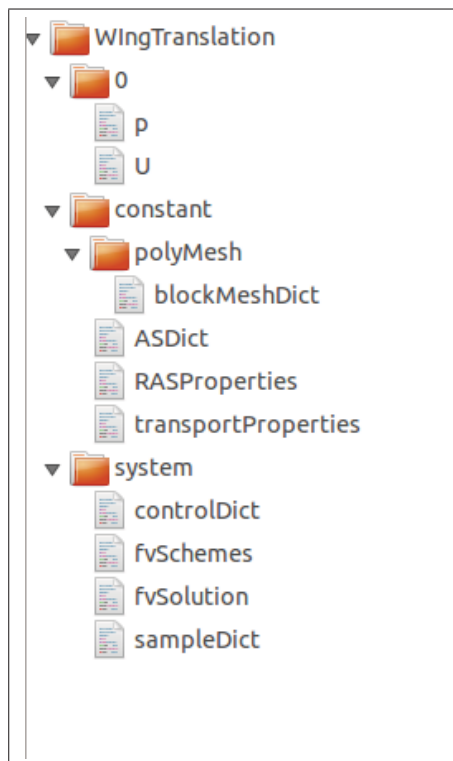 WIngTranslation
0
p
U
constant
polyMesh
blockMeshDict
ASDict
RASProperties
transportProperties
system
controlDict
fvSchemes
fvSolution
sampleDict